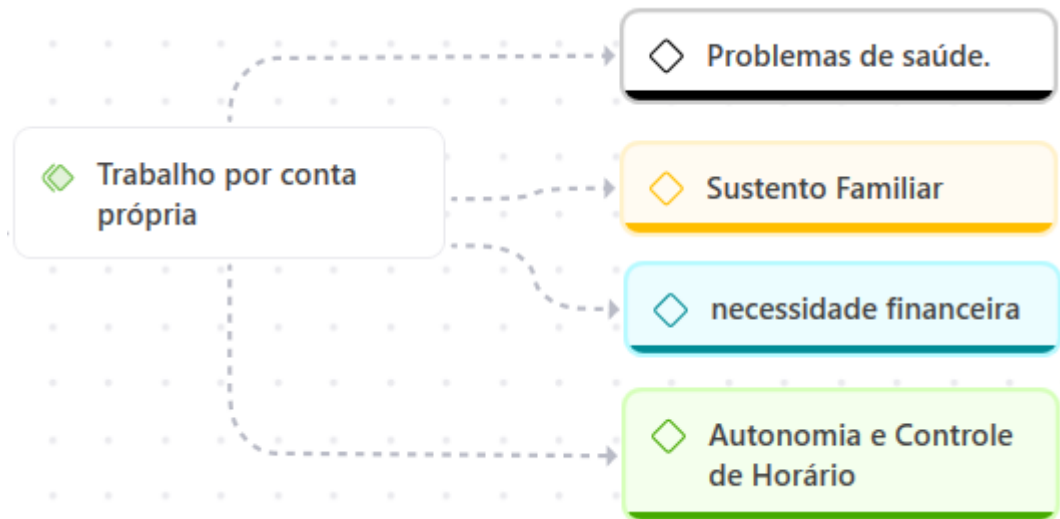 Problemas de saúde.
Trabalho por conta
própria
Sustento Familiar
necessidade financeira
Autonomia e Controle
de Horário